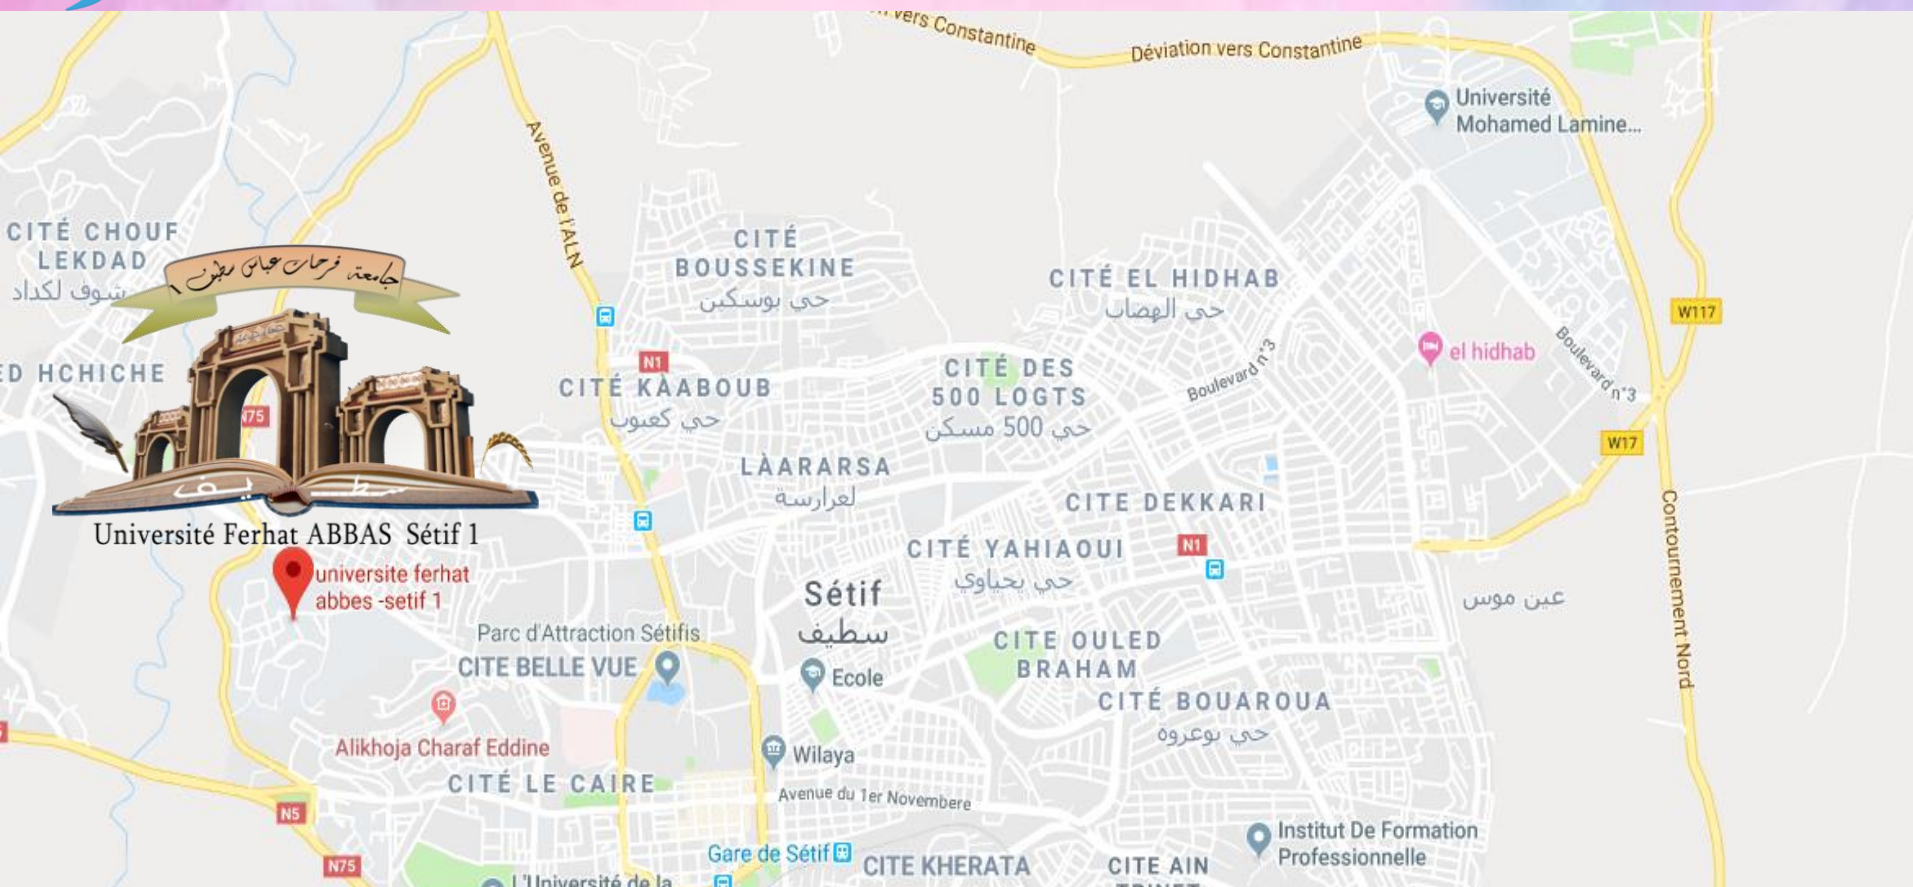 vers Constantine
Déviation vers Constantine
Université
Mohamed Lamine...
Avenue de l'ALN
CITÉ CHOUF
LEKDAD
شوف لكداد
جامعة فرحات عباس سطيف ١
CITÉ
BOUSSEKINE
حي بوسكين
CITÉ EL HIDHAB
حي الهضاب
W117
ED HCHICHE
N1
CITÉ KÀABOUB
حي كعبوب
CITÉ DES
500 LOGTS
حي 500 مسكن
Boulevard n°3
el hidhab
Boulevard n°3
N75
W17
LÀARARSA
لعرارسة
CITE DEKKARI
سطيف
Université Ferhat ABBAS Sétif 1
universite ferhat
abbes -setif 1
CITÉ YAHIAOUI
حي يحياوي
N1
Contournement Nord
Sétif
سطيف
عين موس
Parc d'Attraction Sétifis
CITE BELLE VUE
Ecole
CITE OULED
BRAHAM
CITÉ BOUAROUA
حي بوعروة
Alikhoja Charaf Eddine
Wilaya
CITÉ LE CAIRE
Avenue du 1er Novembere
N5
N75
Gare de Sétif
CITE KHERATA
CITE AIN
TRINET
Institut De Formation
Professionnelle
L'Université de la